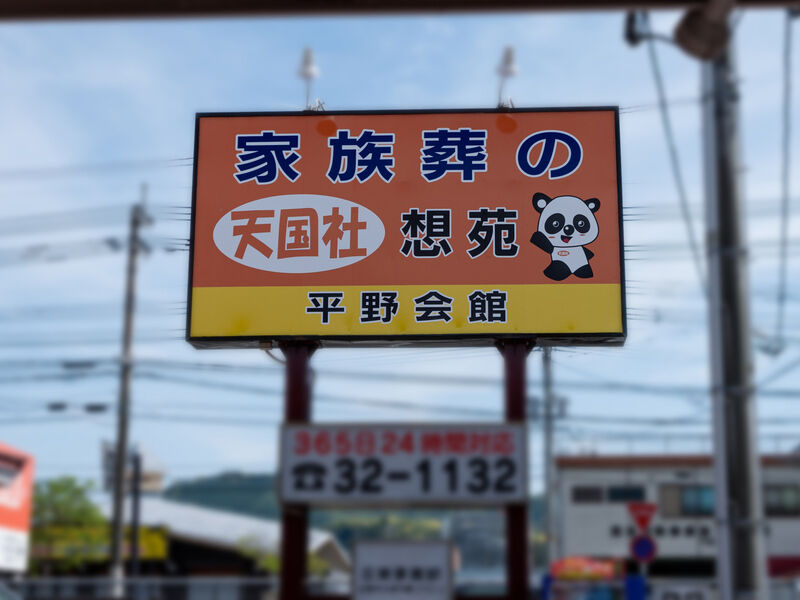 家族葬の
天国社 想苑
平野会館
365日24時間対応
☎32-1132